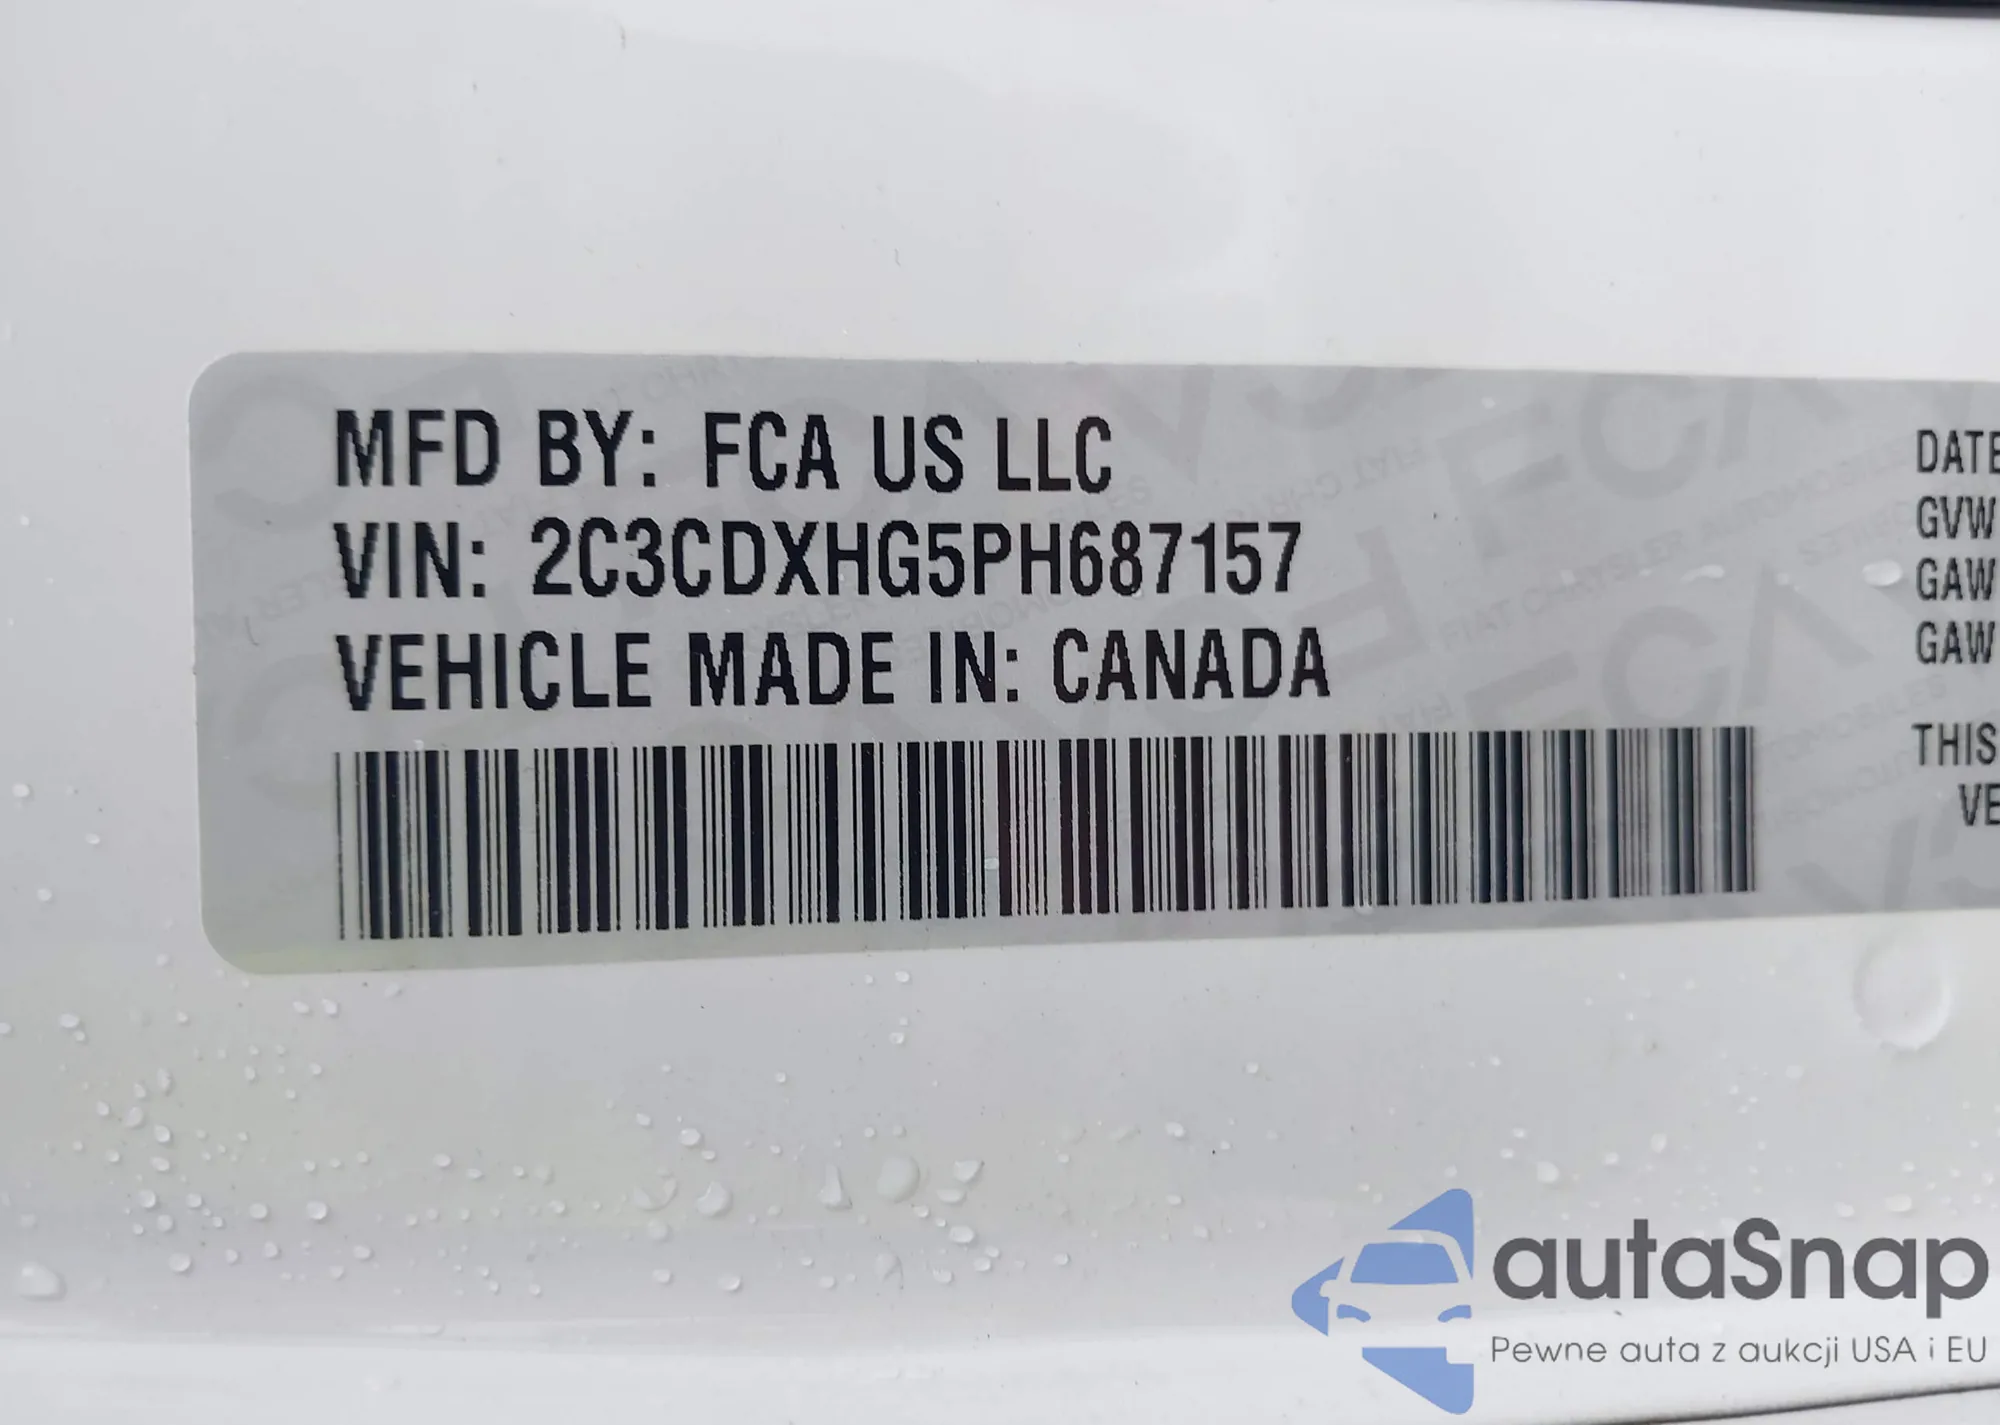 MFD BY: FCA US LLC
VIN: 2C3CDXHG5PH687157
VEHICLE MADE IN: CANADA
DATE
GVW
GAW
GAW
THIS
VE
autaSnap
Pewne auta z aukcji USA i EU